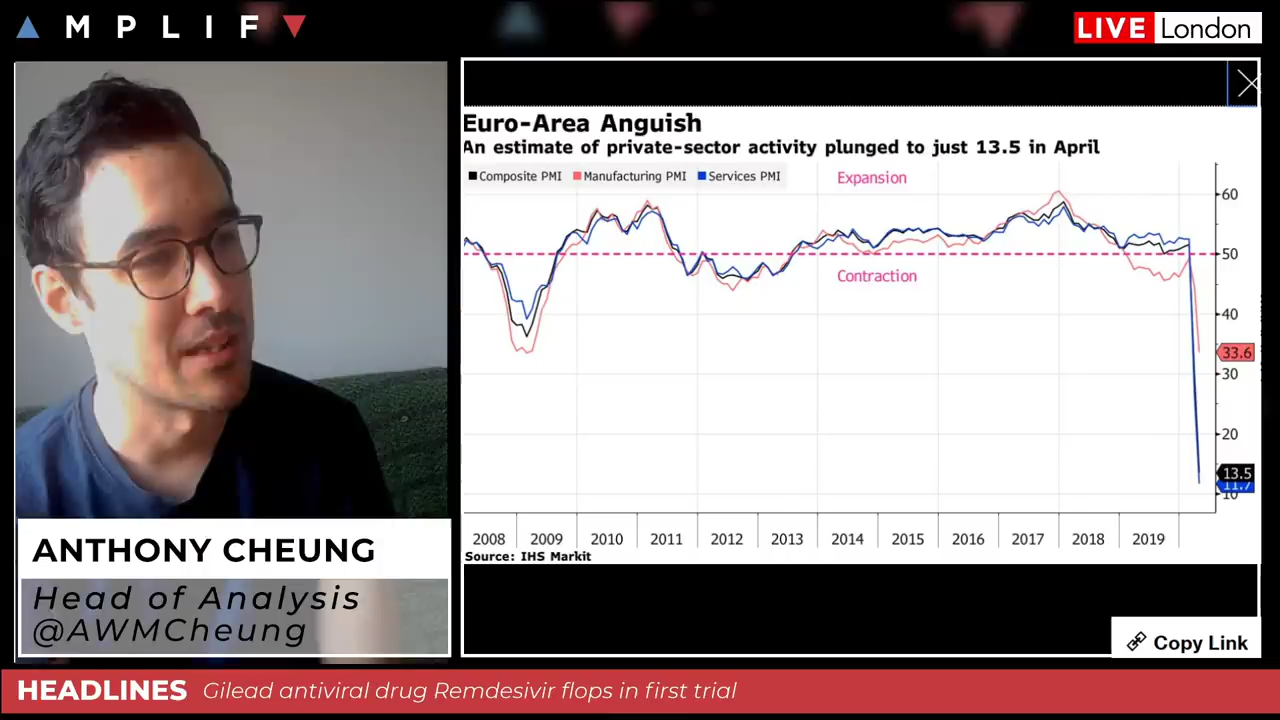 ▲ M P L I F ▼
LIVE London
Euro-Area Anguish
An estimate of private-sector activity plunged to just 13.5 in April
Composite PMI Manufacturing PMI Services PMI
Expansion
Contraction
60
50
40
33.6
30
20
13.5
11.7
10
2008 2009 2010 2011 2012 2013 2014 2015 2016 2017 2018 2019
Source: IHS Markit
ANTHONY CHEUNG
Head of Analysis
@AWMCheung
Copy Link
HEADLINES Gilead antiviral drug Remdesivir flops in first trial